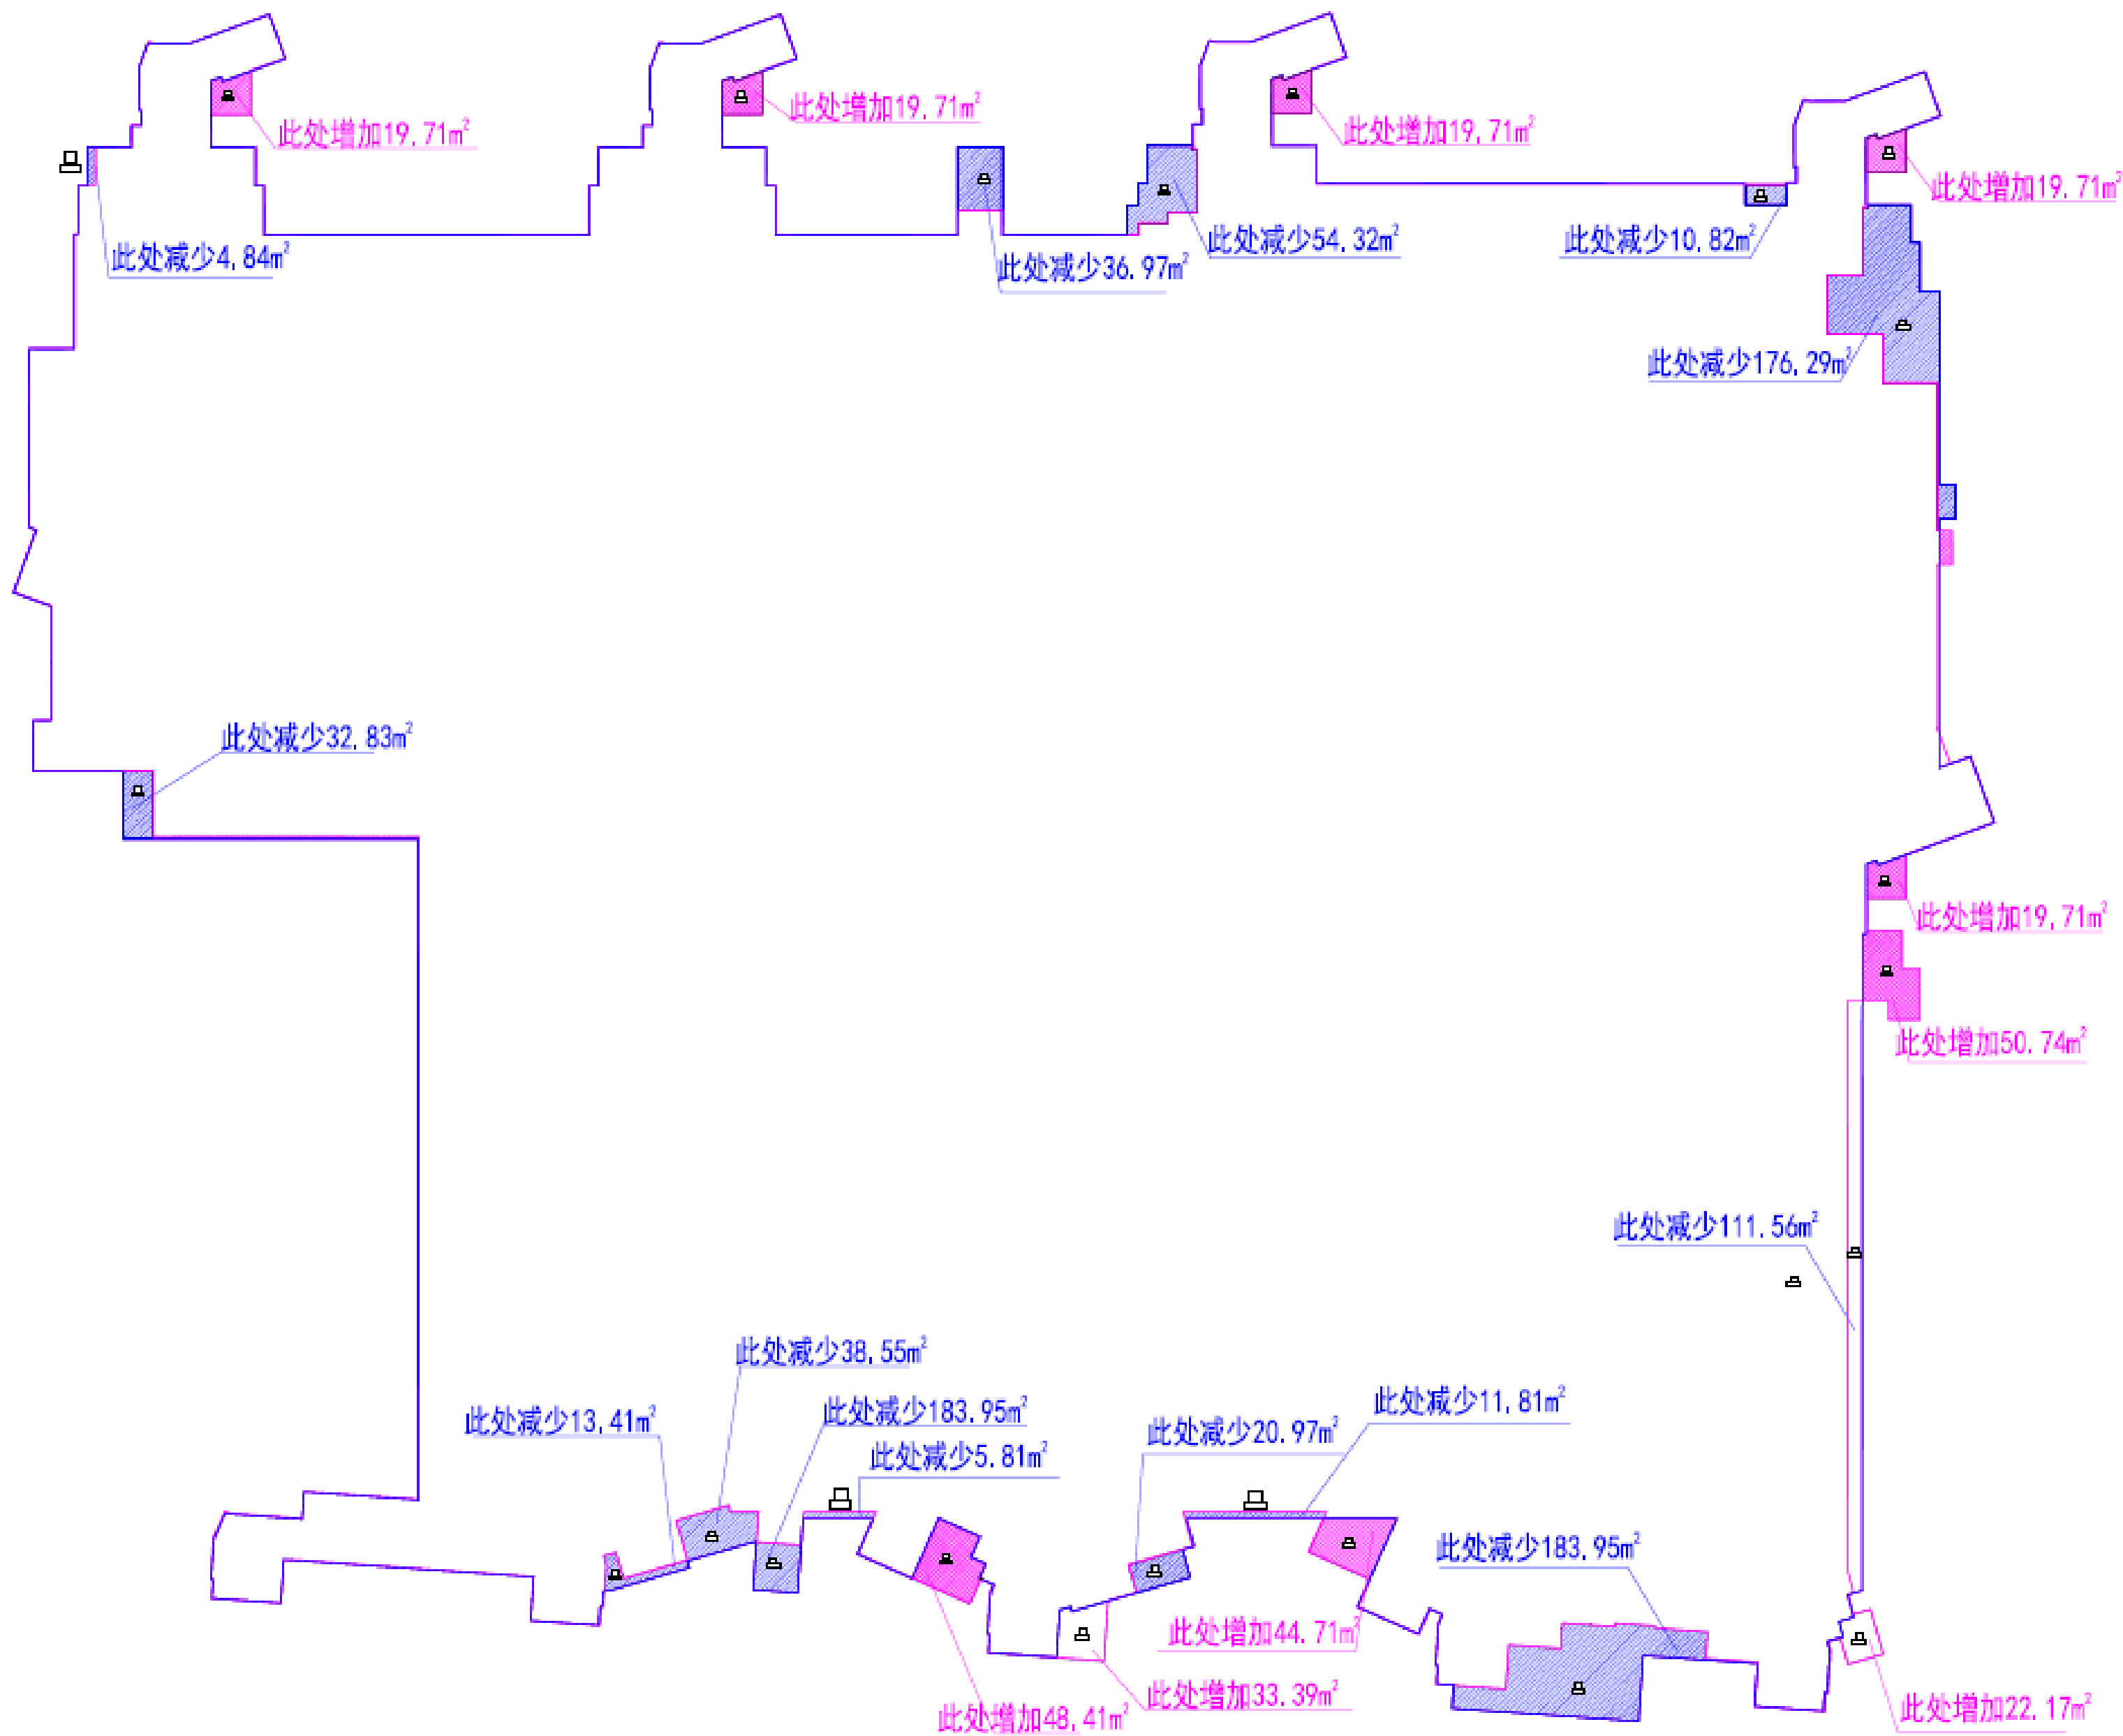 此处增加19.71㎡
此处增加19.71㎡
此处增加19.71㎡
此处增加19.71㎡
此处减少4.84㎡
此处减少36.97㎡
此处减少54.32㎡
此处减少10.82㎡
此处减少176.29㎡
此处减少32.83㎡
此处增加19.71㎡
此处增加50.74㎡
此处减少111.56㎡
此处减少38.55㎡
此处减少13.41㎡
此处减少183.95㎡
此处减少5.81㎡
此处减少20.97㎡
此处减少11.81㎡
此处减少183.95㎡
此处增加44.71㎡
此处增加33.39㎡
此处增加48.41㎡
此处增加22.17㎡